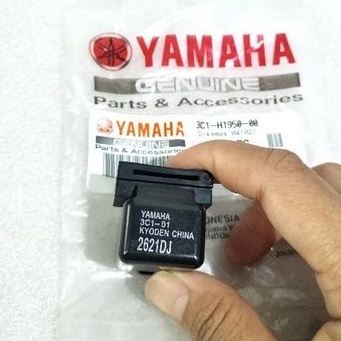 YAMAHA
GENUINE
Parts & Accessories
YAMAHA
GENUINE
Parts & Accessories
3C1-H1950-00
YAMAHA
3C1-01
KYODEN CHINA
2621DJ